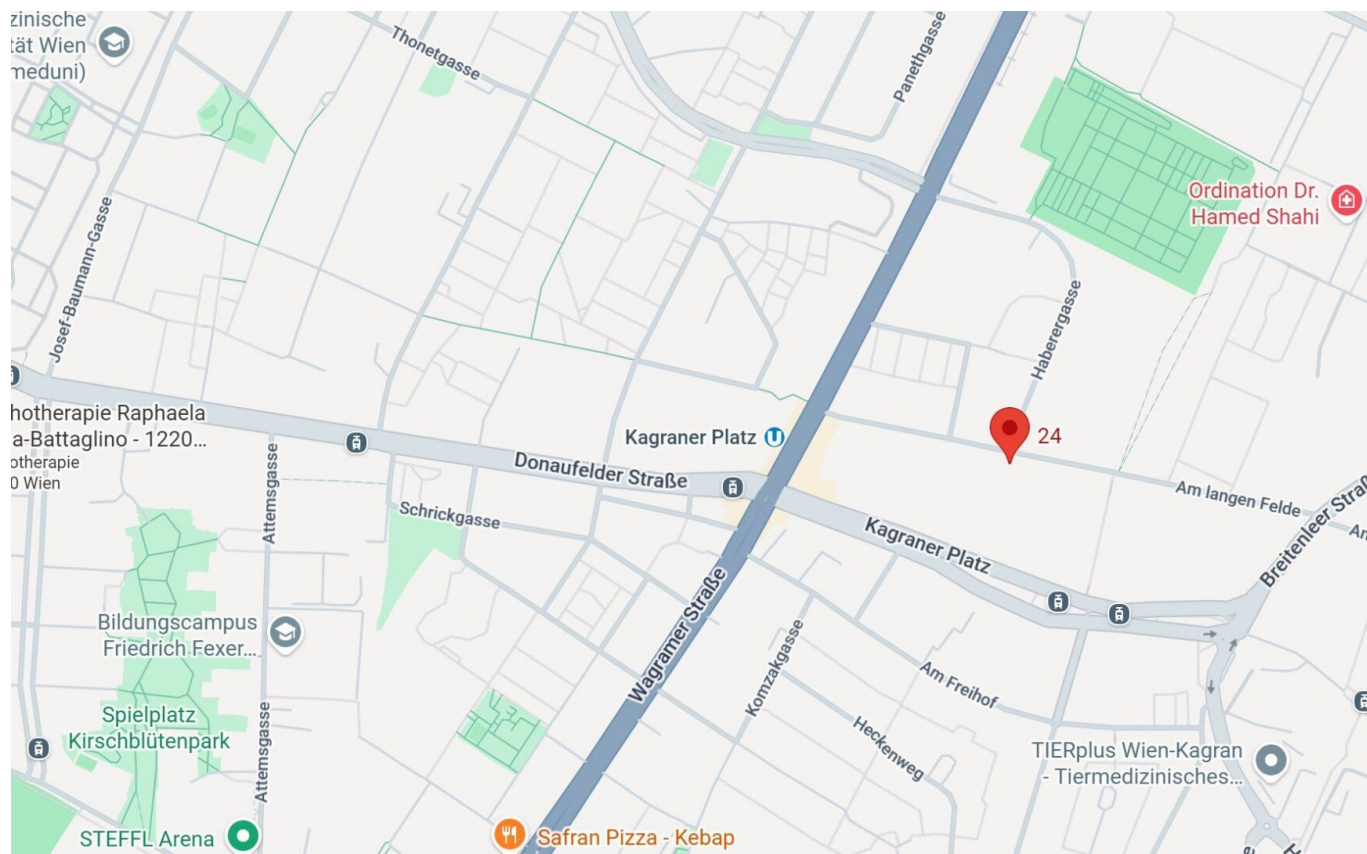 zinische
tät Wien
meduni)
Thonetgasse
Panethgasse
Ordination Dr.
Hamed Shahi
Josef-Baumann-Gasse
Haberergasse
hotherapie Raphaela
a-Battaglino - 1220...
otherapie
0 Wien
Kagraner Platz
U
24
Donaufelder Straße
Am langen Felde
Breitenleer Straß
Attemsgasse
Schrickgasse
Kagraner Platz
Bildungscampus
Friedrich Fexer...
Wagramer Straße
Komzakgasse
Am Freihof
Heckenweg
Spielplatz
Kirschblütenpark
Attemsgasse
TIERplus Wien-Kagran
- Tiermedizinisches...
STEFFL Arena
Safran Pizza - Kebap